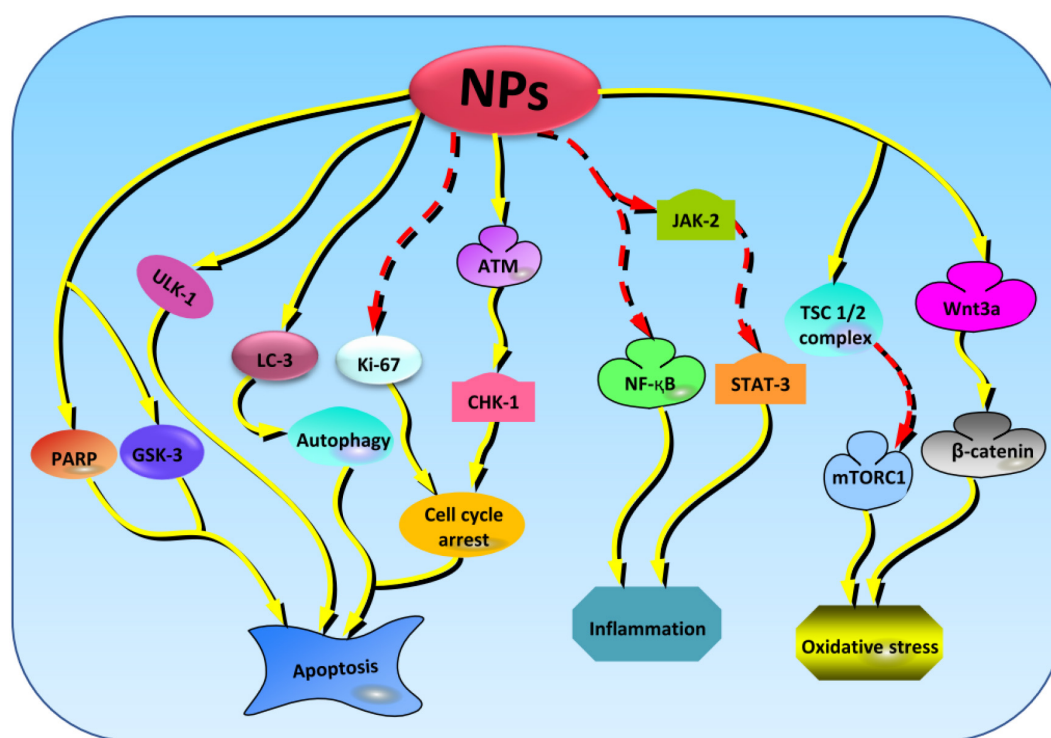 NPs
JAK-2
ATM
ULK-1
TSC 1/2
complex
Wnt3a
LC-3
Ki-67
NF-κB
STAT-3
CHK-1
PARP
GSK-3
Autophagy
β-catenin
mTORC1
Cell cycle
arrest
Inflammation
Oxidative stress
Apoptosis